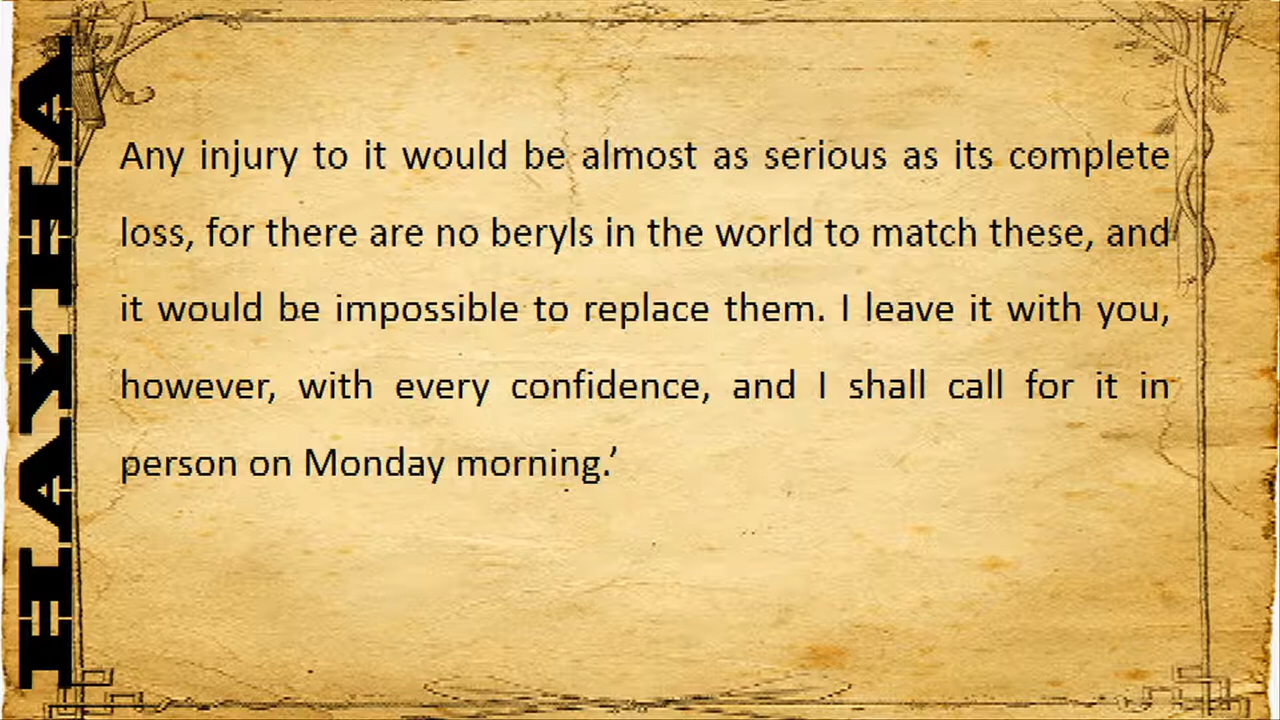 HAYHA
Any injury to it would be almost as serious as its complete
loss, for there are no beryls in the world to match these, and
it would be impossible to replace them. I leave it with you,
however, with every confidence, and I shall call for it in
person on Monday morning.’